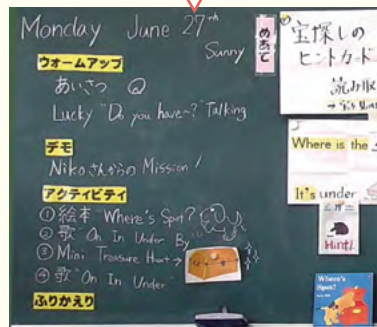 Monday June 27th
Sunny
ウォームアップ
あいさつ
Lucky "Do you have~?" Talking
デモ
Nikoさんからの Mission!
アクティビティ
① 絵本 Where's Spot?
② 歌 "On In Under By
③ Mini Treasure Hunt →
④ 歌 "On In Under"
ふりかえり
めあて
宝探しの
ヒントカード
読み取
Where is the
It's under
Hint!
Where's
Spot?